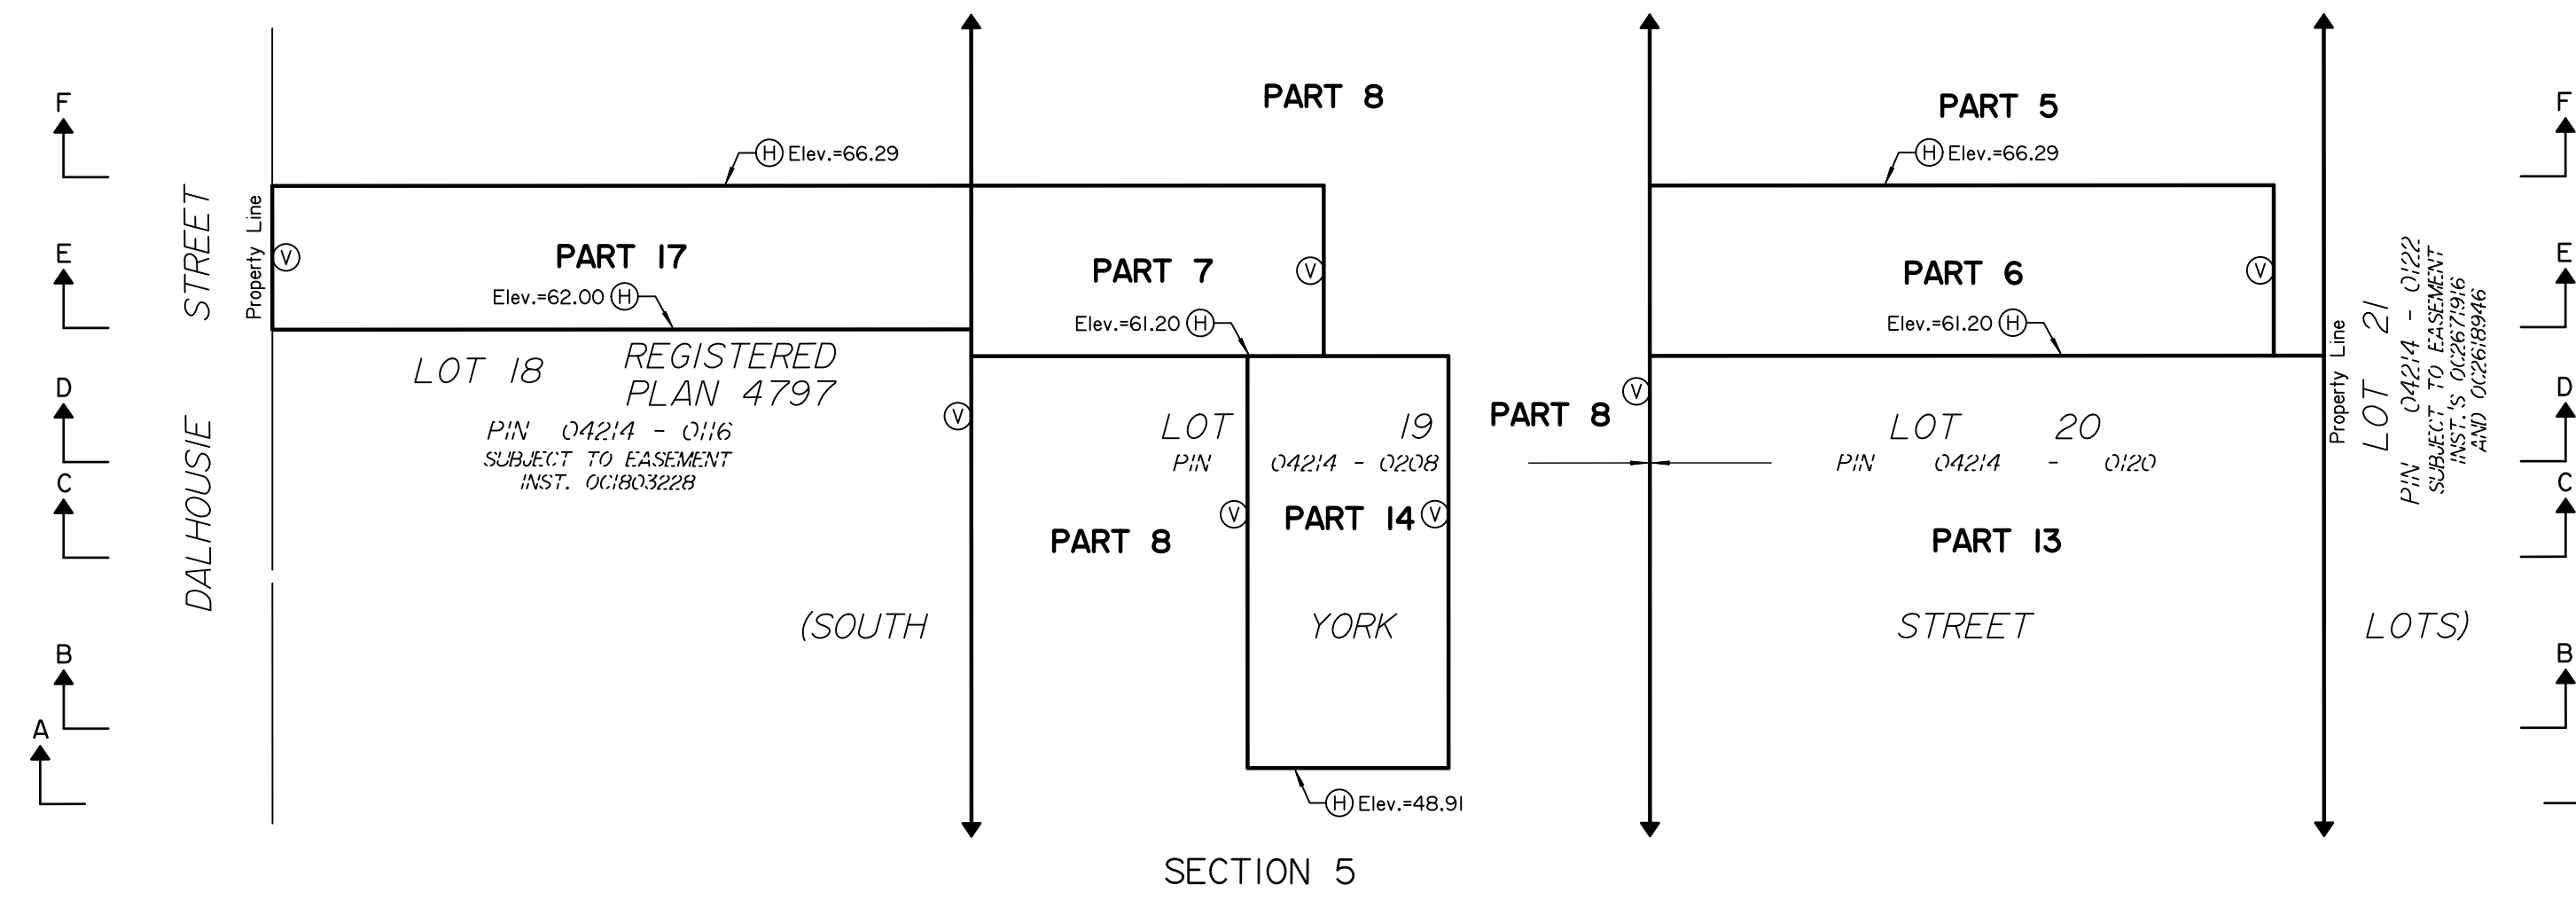 F
E
D
C
B
A
DALHOUSIE STREET
Property Line
V
H Elev.=66.29
PART 17
Elev.=62.00 H
LOT 18
REGISTERED
PLAN 4797
PIN 04214 - 0116
SUBJECT TO EASEMENT
INST. OC1803228
(SOUTH YORK STREET LOTS)
V
PART 8
PART 7
V
Elev.=61.20 H
LOT 19
PIN 04214 - 0208
PART 8
V
PART 14 V
H Elev.=48.91
PART 8
V
PART 5
H Elev.=66.29
PART 6
V
Elev.=61.20 H
LOT 20
PIN 04214 - 0120
PART 13
Property Line
LOT 21
PIN 04214 - 0122
SUBJECT TO EASEMENT
INST.'S OC2671916
AND OC2618946
F
E
D
C
B
SECTION 5